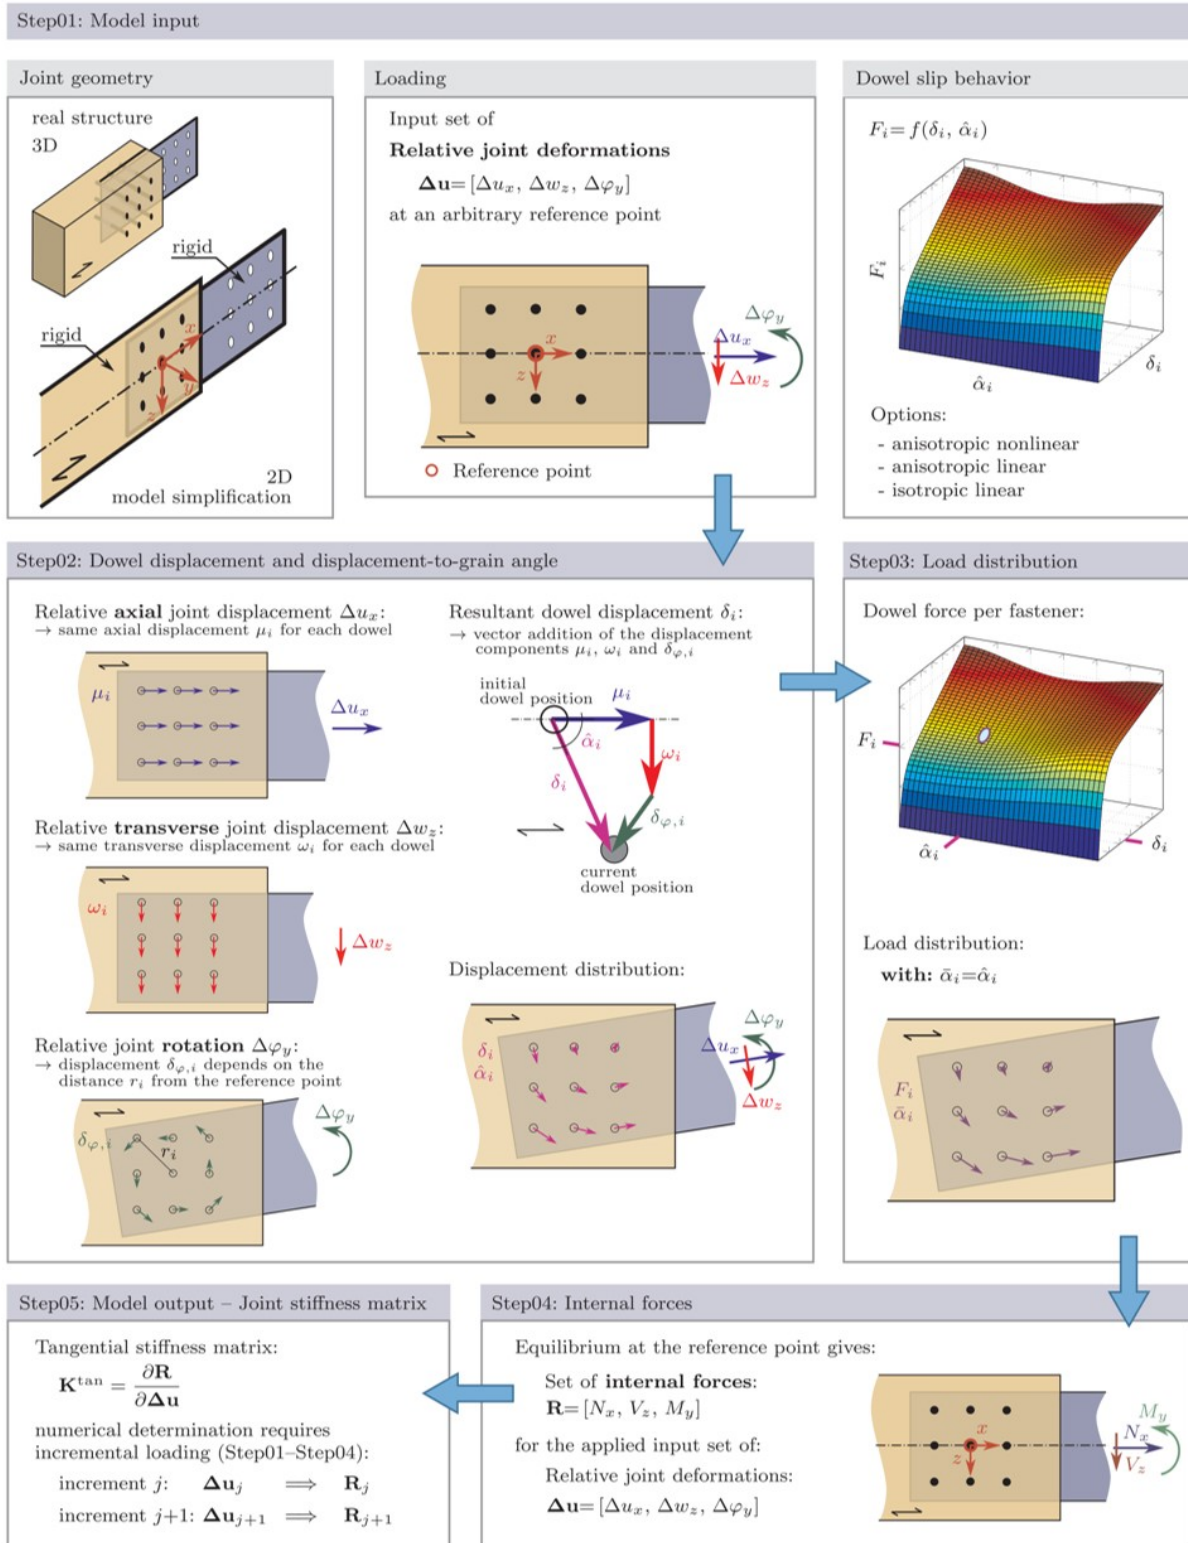 Step01: Model input
Joint geometry
real structure
3D
rigid
rigid
x
y
z
2D
model simplification
Loading
Input set of
Relative joint deformations
Δu=[Δu_x, Δw_z, Δφ_y]
at an arbitrary reference point
x
z
Δφ_y
Δu_x
Δw_z
Reference point
Dowel slip behavior
F_i=f(δ_i, α̂_i)
F_i
α̂_i
δ_i
Options:
- anisotropic nonlinear
- anisotropic linear
- isotropic linear
Step02: Dowel displacement and displacement-to-grain angle
Relative axial joint displacement Δu_x:
→ same axial displacement μ_i for each dowel
μ_i
Δu_x
Relative transverse joint displacement Δw_z:
→ same transverse displacement ω_i for each dowel
ω_i
Δw_z
Relative joint rotation Δφ_y:
→ displacement δ_φ,i depends on the
distance r_i from the reference point
δ_φ,i
r_i
Δφ_y
Resultant dowel displacement δ_i:
→ vector addition of the displacement
components μ_i, ω_i and δ_φ,i
initial
dowel position
μ_i
α̂_i
ω_i
δ_i
δ_φ,i
current
dowel position
Displacement distribution:
δ_i
α̂_i
Δφ_y
Δu_x
Δw_z
Step03: Load distribution
Dowel force per fastener:
F_i
α̂_i
δ_i
Load distribution:
with: ᾱ_i=α̂_i
F_i
ᾱ_i
Step05: Model output – Joint stiffness matrix
Tangential stiffness matrix:
K^tan = ∂R/∂Δu
numerical determination requires
incremental loading (Step01–Step04):
increment j: Δu_j ⟹ R_j
increment j+1: Δu_j+1 ⟹ R_j+1
Step04: Internal forces
Equilibrium at the reference point gives:
Set of internal forces:
R=[N_x, V_z, M_y]
for the applied input set of:
Relative joint deformations:
Δu=[Δu_x, Δw_z, Δφ_y]
x
z
M_y
N_x
V_z